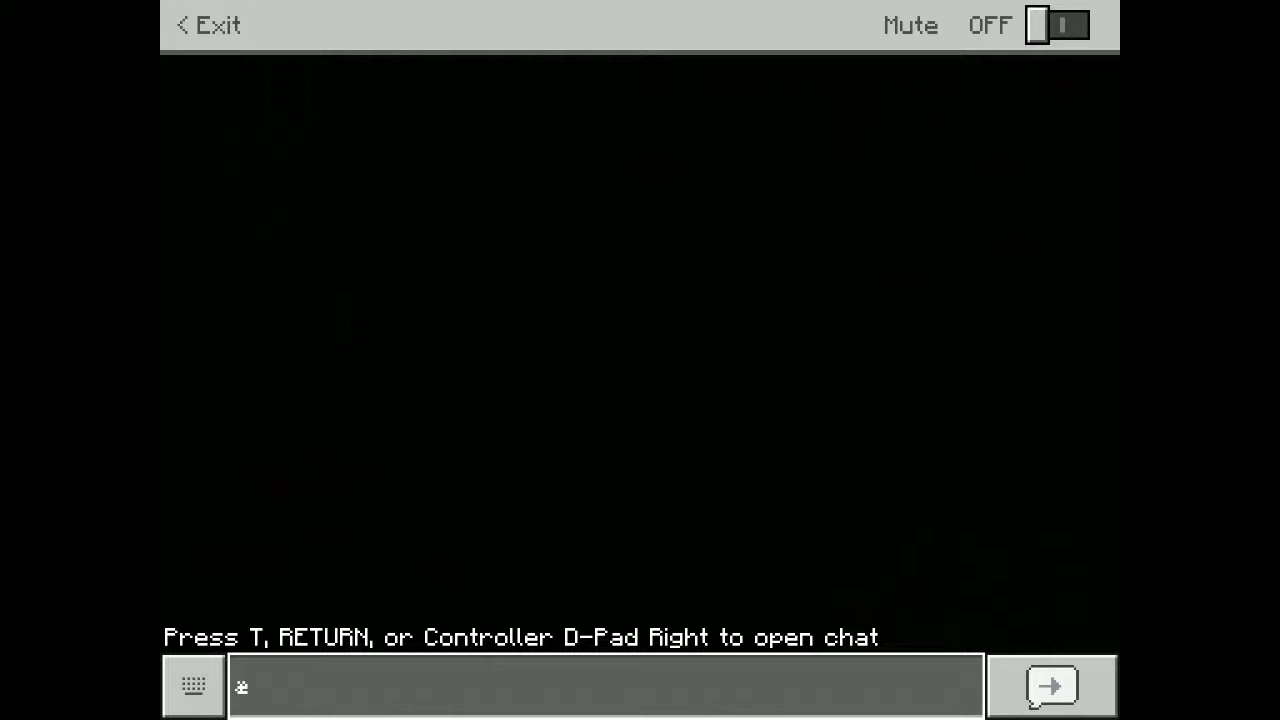 < Exit
Mute OFF
Press T, RETURN, or Controller D-Pad Right to open chat